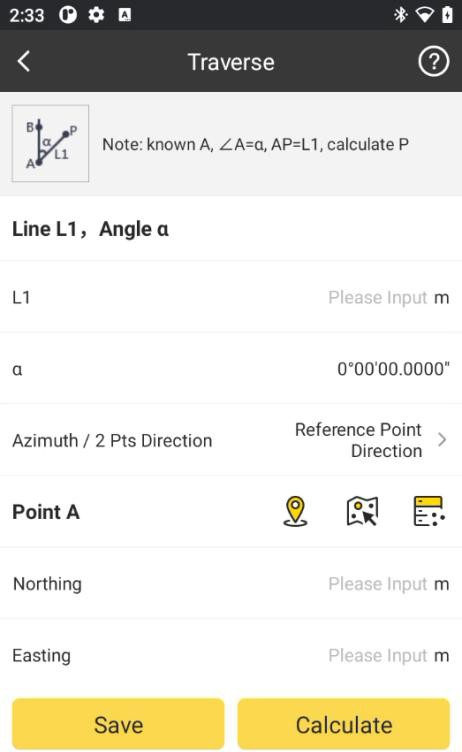 2:33
A
Traverse
?
B
P
α
L1
A
Note: known A, ∠A=α, AP=L1, calculate P
Line L1，Angle α
L1 Please Input m
α 0°00'00.0000"
Azimuth / 2 Pts Direction Reference Point
Direction
Point A
Northing Please Input m
Easting Please Input m
Save Calculate